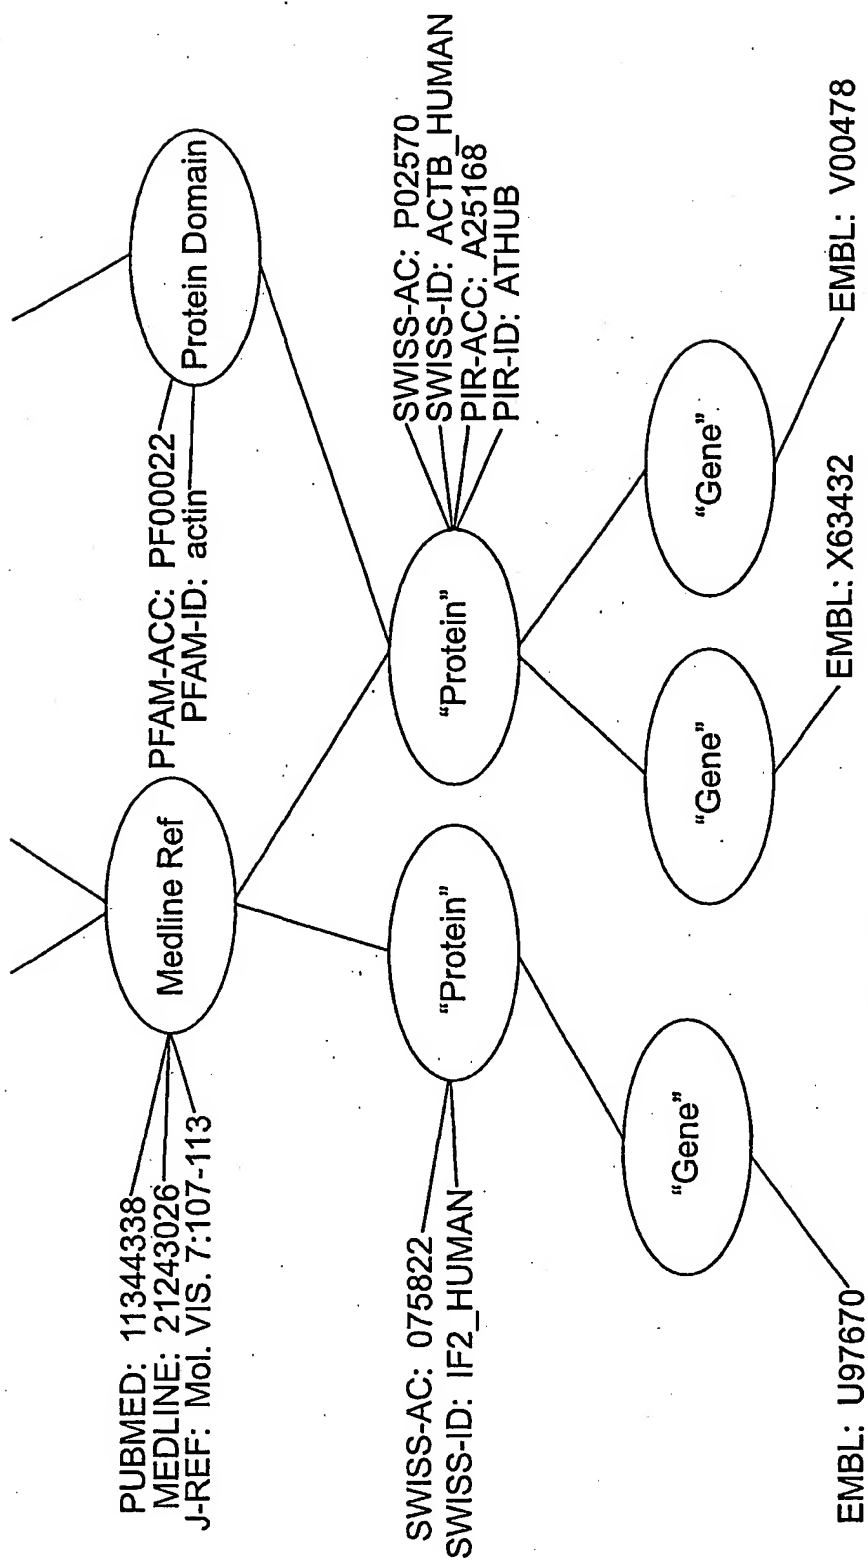 PUBMED: 11344338
MEDLINE: 21243026
J-REF: Mol. VIS. 7:107-113
Medline Ref
PFAM-ACC: PF00022
PFAM-ID: actin
Protein Domain
SWISS-AC: 075822
SWISS-ID: IF2_HUMAN
"Protein"
"Protein"
SWISS-AC: P02570
SWISS-ID: ACTB_HUMAN
PIR-ACC: A25168
PIR-ID: ATHUB
"Gene"
"Gene"
"Gene"
EMBL: U97670
EMBL: X63432
EMBL: V00478